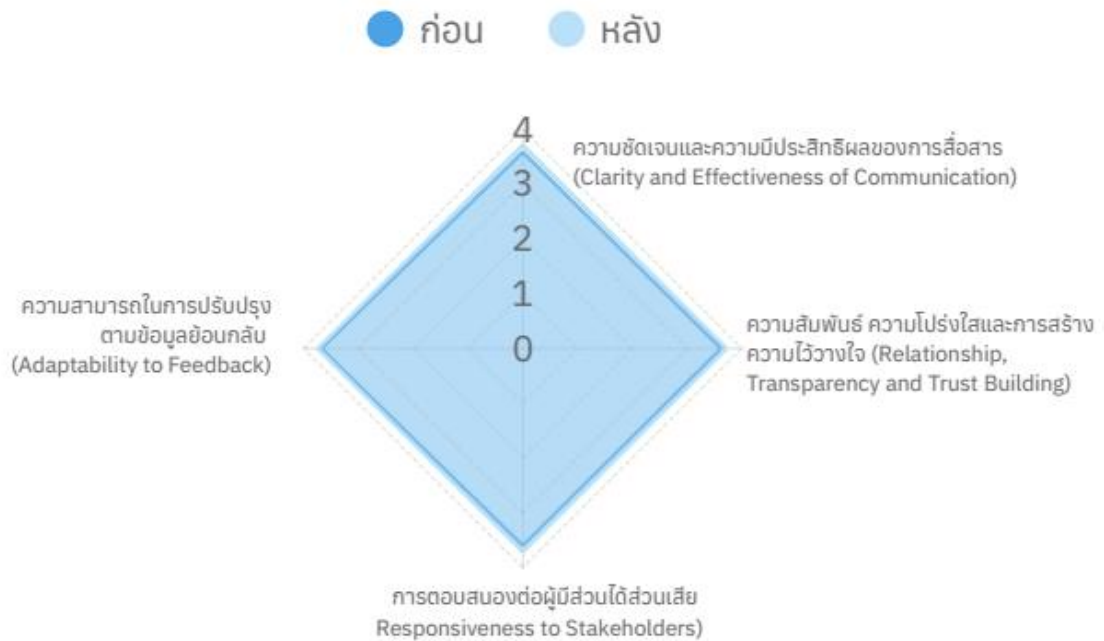 ก่อน หลัง
4
ความชัดเจนและความมีประสิทธิผลของการสื่อสาร
(Clarity and Effectiveness of Communication)
3
2
1
0
ความสามารถในการปรับปรุง
ตามข้อมูลย้อนกลับ
(Adaptability to Feedback)
ความสัมพันธ์ ความโปร่งใสและการสร้าง
ความไว้วางใจ (Relationship,
Transparency and Trust Building)
การตอบสนองต่อผู้มีส่วนได้ส่วนเสีย
Responsiveness to Stakeholders)